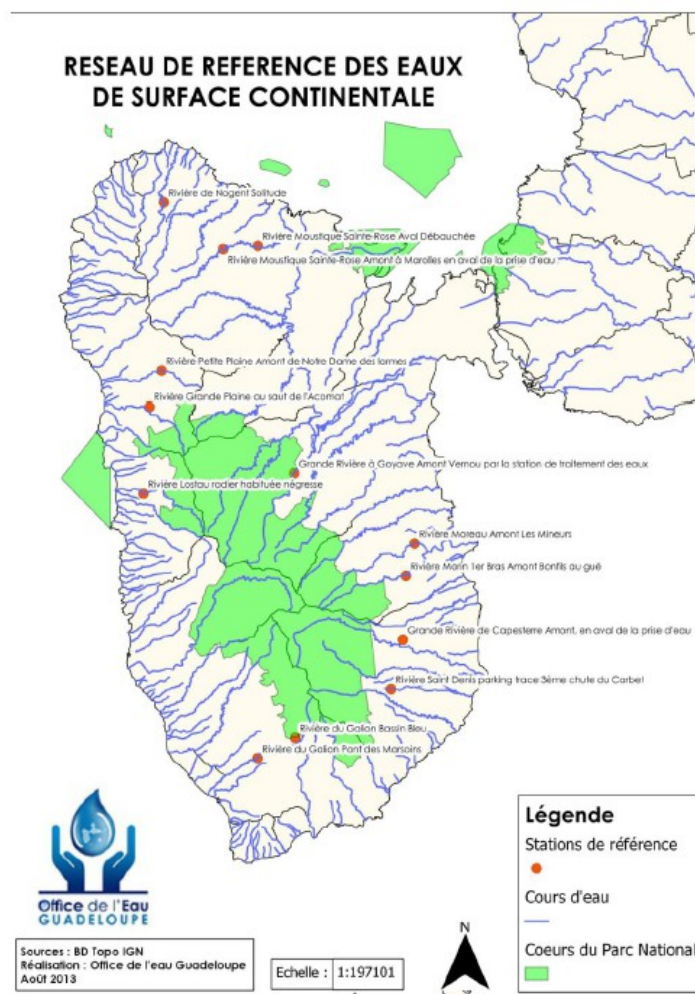 RESEAU DE REFERENCE DES EAUX
DE SURFACE CONTINENTALE
Rivière de Nogent Solitude
Rivière Moustique Sainte-Rose Aval Débauchée
Rivière Moustique Sainte-Rose Amont à Marolles en aval de la prise d'eau
Rivière Petite Plaine Amont de Notre Dame des larmes
Rivière Grande Plaine au saut de l'Acomat
Grande Rivière à Goyave Amont Vernou par la station de traitement des eaux
Rivière Lostau radier habituée négresse
Rivière Moreau Amont Les Mineurs
Rivière Marin 1er Bras Amont Bonfils au gué
Grande Rivière de Capesterre Amont, en aval de la prise d'eau
Rivière Saint Denis parking trace 3ème chute du Carbet
Rivière du Galion Bassin Bleu
Rivière du Galion Pont des Marsoins
Office de l'Eau
GUADELOUPE
Légende
Stations de référence
Cours d'eau
Coeurs du Parc National
Sources : BD Topo IGN
Réalisation : Office de l'eau Guadeloupe
Août 2013
Echelle : 1:197101
N